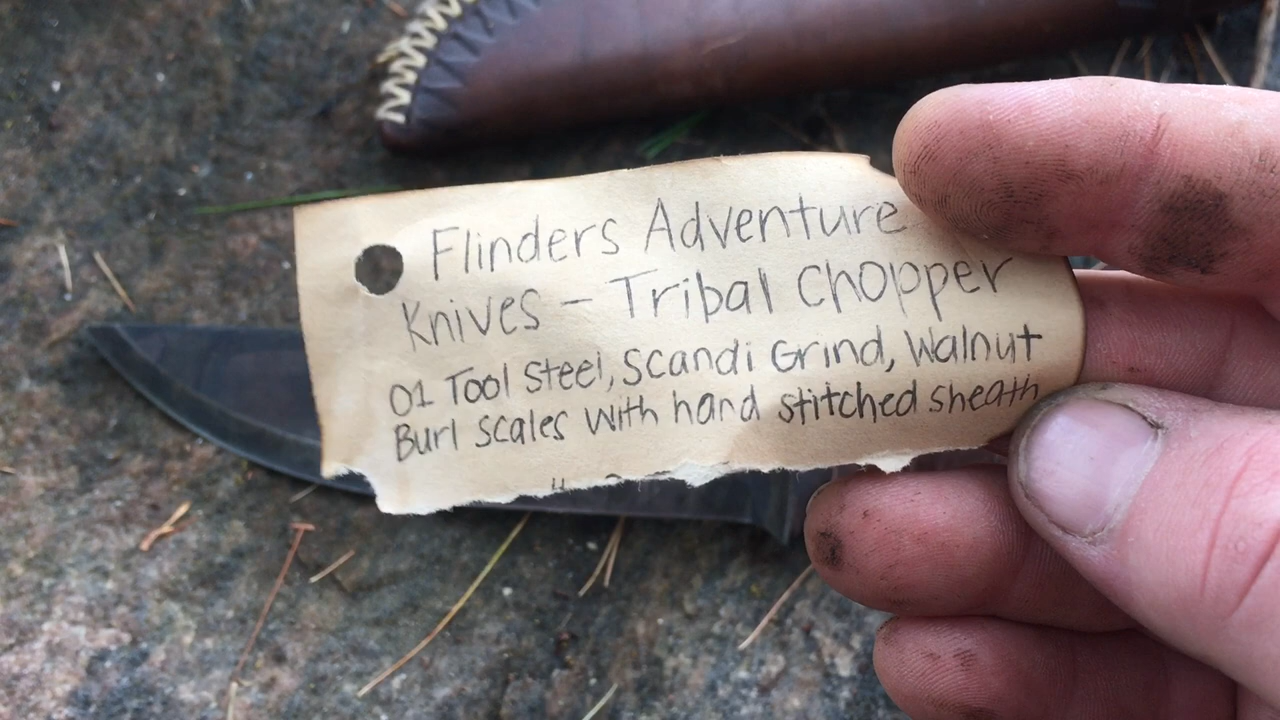 Flinders Adventure
Knives - Tribal Chopper
O1 Tool Steel, Scandi Grind, Walnut
Burl scales with hand stitched sheath